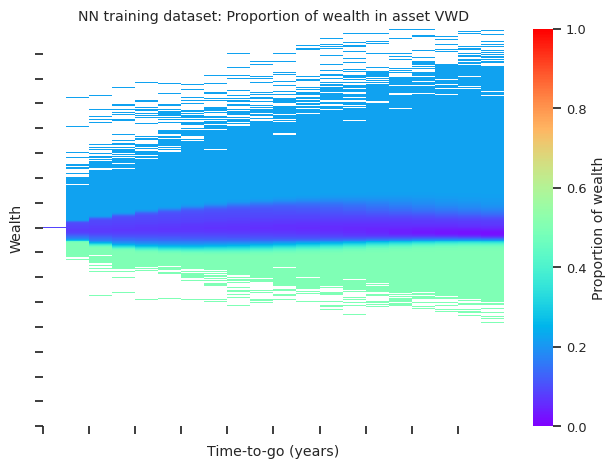 NN training dataset: Proportion of wealth in asset VWD
1.0
0.8
0.6
0.4
0.2
0.0
Proportion of wealth
Wealth
Time-to-go (years)